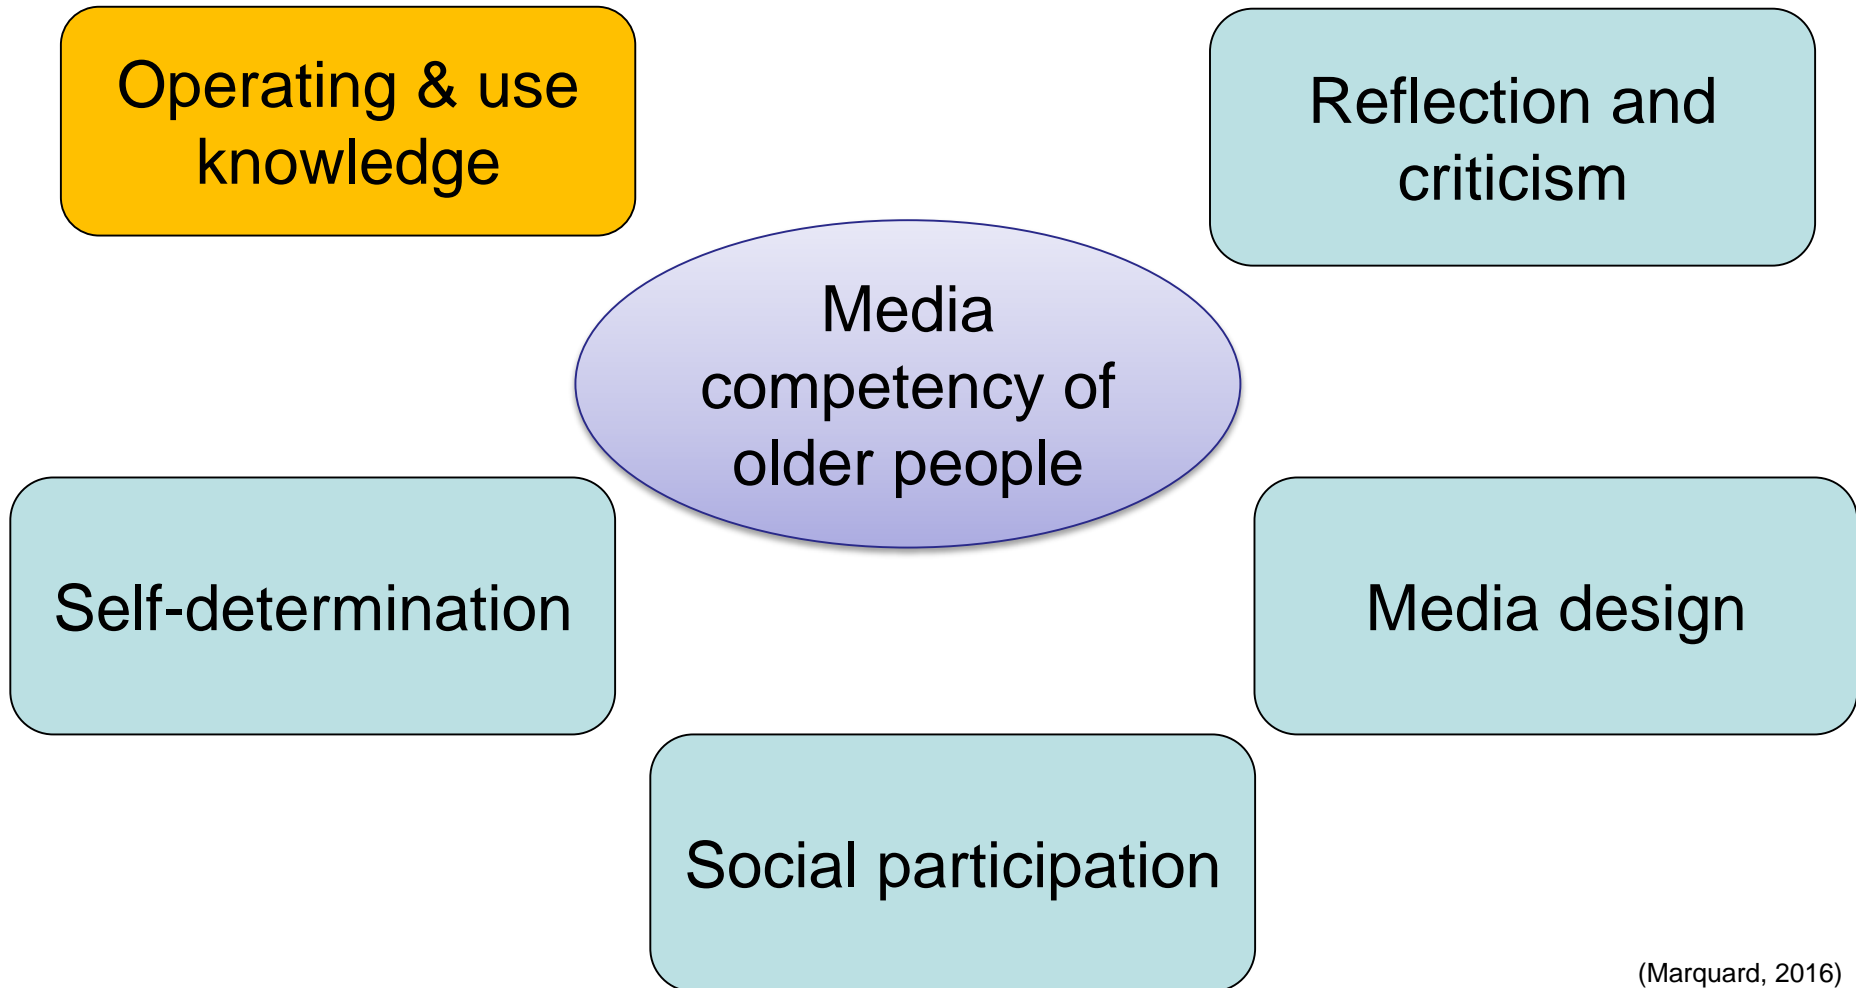 Operating & use
knowledge
Reflection and
criticism
Media
competency of
older people
Self-determination
Media design
Social participation
(Marquard, 2016)